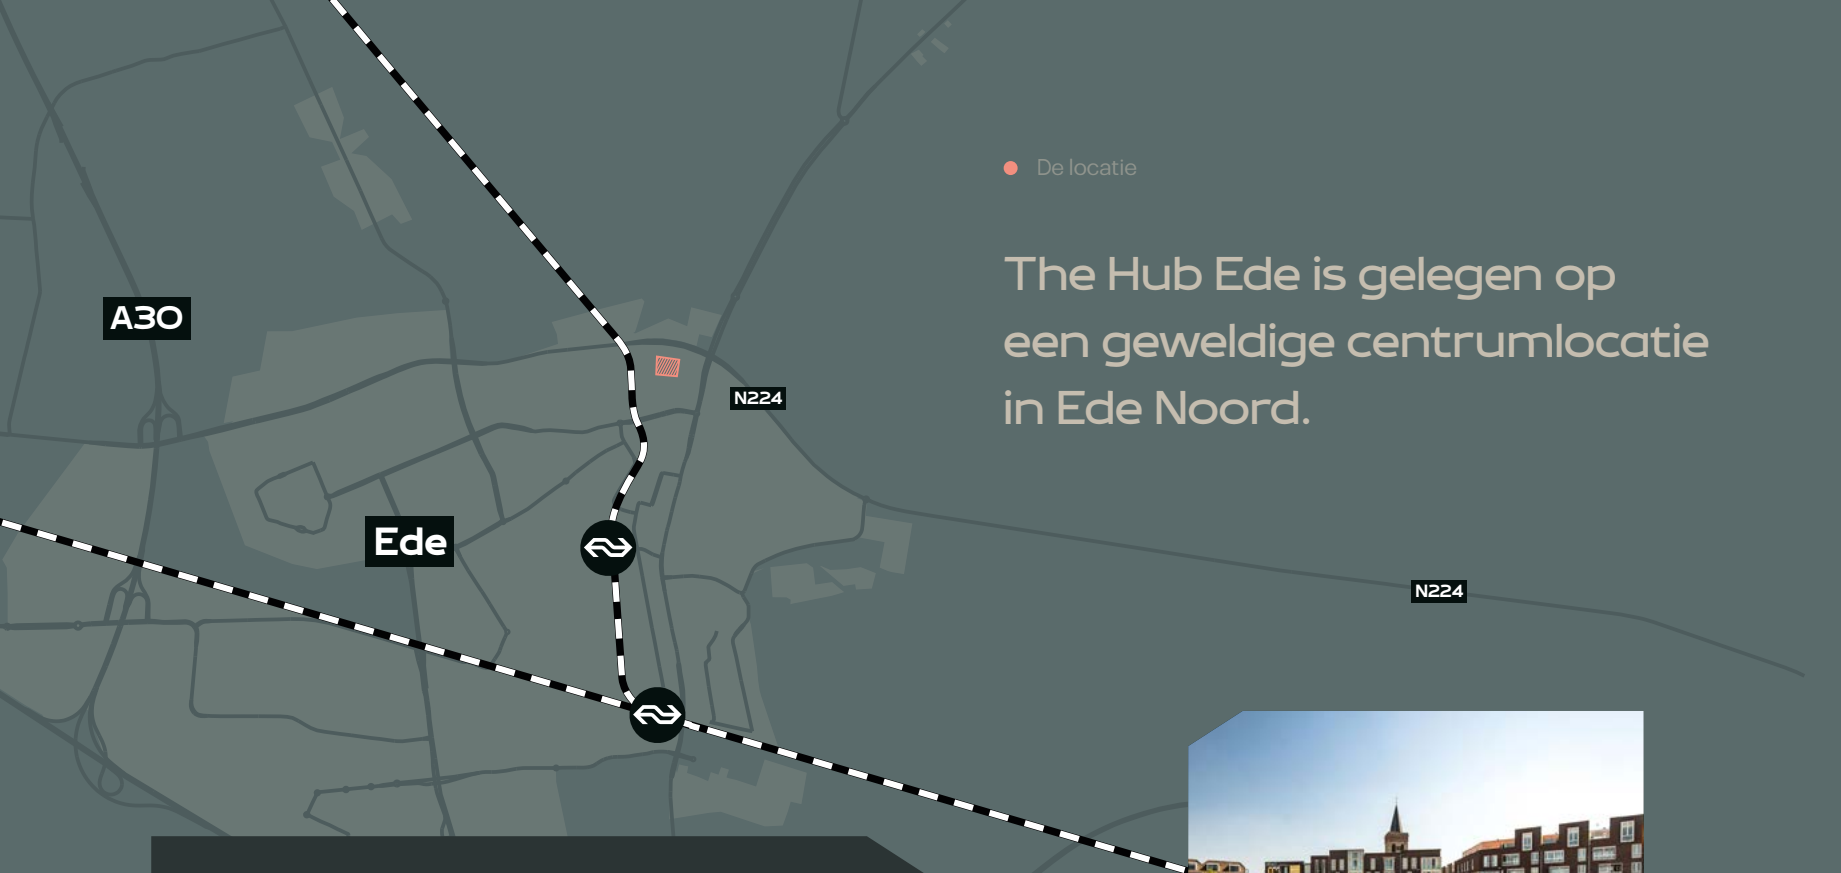 De locatie
The Hub Ede is gelegen op
een geweldige centrumlocatie
in Ede Noord.
A30
N224
Ede
N224